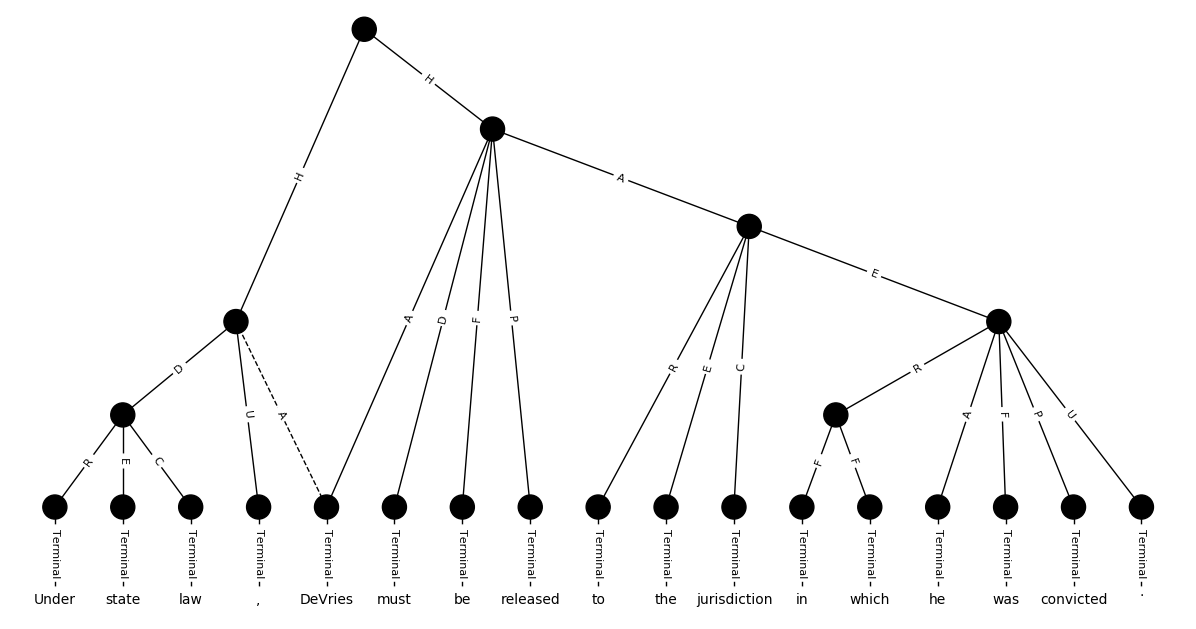 H
H
A
E
A D F P
R E C
D
R
U A
A F P U
R E C
F F
Terminal Terminal Terminal Terminal Terminal Terminal Terminal Terminal Terminal Terminal Terminal Terminal Terminal Terminal Terminal Terminal Terminal
Under state law , DeVries must be released to the jurisdiction in which he was convicted .